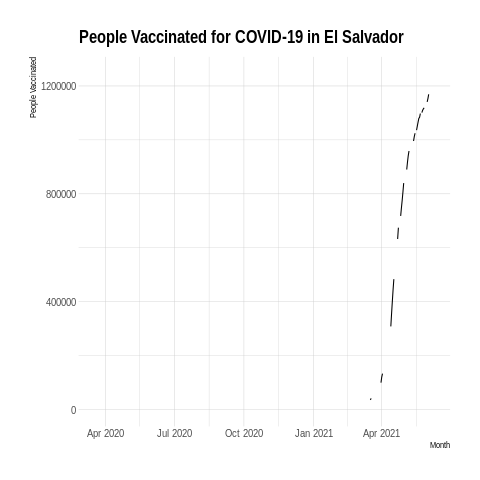 People Vaccinated for COVID-19 in El Salvador
People Vaccinated
1200000
800000
400000
0
Apr 2020
Jul 2020
Oct 2020
Jan 2021
Apr 2021
Month